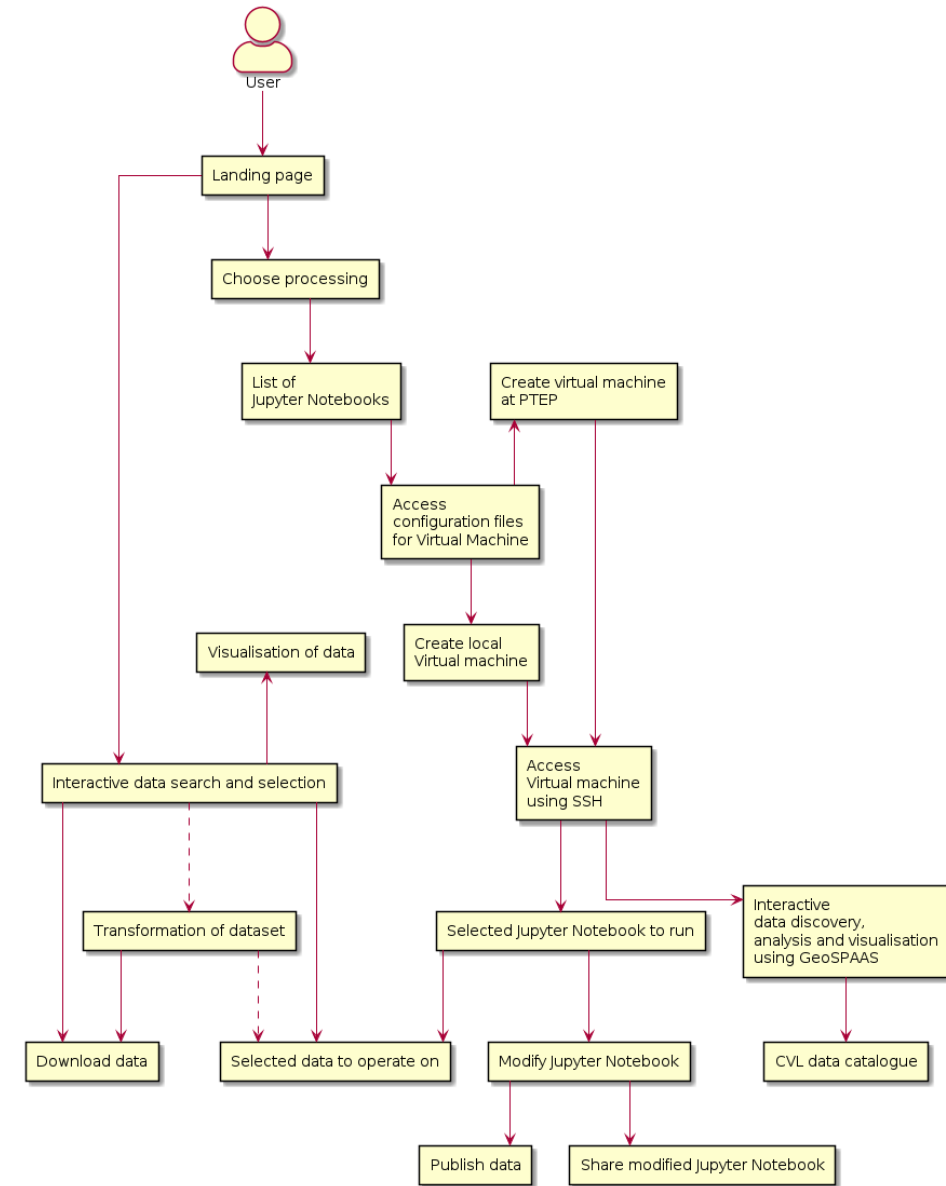 User
Landing page
Choose processing
List of
Jupyter Notebooks
Create virtual machine
at PTEP
Access
configuration files
for Virtual Machine
Create local
Virtual machine
Visualisation of data
Interactive data search and selection
Access
Virtual machine
using SSH
Transformation of dataset
Selected Jupyter Notebook to run
Interactive
data discovery,
analysis and visualisation
using GeoSPAAS
Download data
Selected data to operate on
Modify Jupyter Notebook
CVL data catalogue
Publish data
Share modified Jupyter Notebook